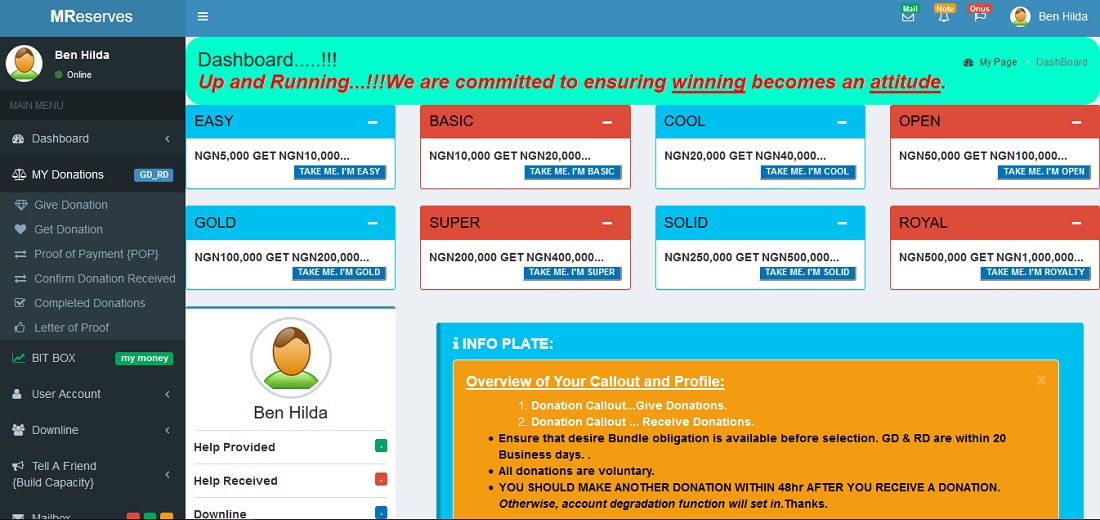 MReserves
Mail
Note
Onus
Ben Hilda
Ben Hilda
Online
MAIN MENU
Dashboard
MY Donations GD_RD
Give Donation
Get Donation
Proof of Payment {POP}
Confirm Donation Received
Completed Donations
Letter of Proof
BIT BOX my money
User Account
Downline
Tell A Friend
{Build Capacity}
Mailbox
Dashboard.....!!!
My Page > DashBoard
Up and Running...!!!We are committed to ensuring winning becomes an attitude.
EASY
NGN5,000 GET NGN10,000...
TAKE ME. I'M EASY
BASIC
NGN10,000 GET NGN20,000...
TAKE ME. I'M BASIC
COOL
NGN20,000 GET NGN40,000...
TAKE ME. I'M COOL
OPEN
NGN50,000 GET NGN100,000...
TAKE ME. I'M OPEN
GOLD
NGN100,000 GET NGN200,000...
TAKE ME. I'M GOLD
SUPER
NGN200,000 GET NGN400,000...
TAKE ME. I'M SUPER
SOLID
NGN250,000 GET NGN500,000...
TAKE ME. I'M SOLID
ROYAL
NGN500,000 GET NGN1,000,000...
TAKE ME. I'M ROYALTY
Ben Hilda
Help Provided .
Help Received .
Downline .
INFO PLATE:
Overview of Your Callout and Profile: ×
1. Donation Callout...Give Donations.
2. Donation Callout ... Receive Donations.
• Ensure that desire Bundle obligation is available before selection. GD & RD are within 20
Business days. .
• All donations are voluntary.
• YOU SHOULD MAKE ANOTHER DONATION WITHIN 48hr AFTER YOU RECEIVE A DONATION.
Otherwise, account degradation function will set in.Thanks.